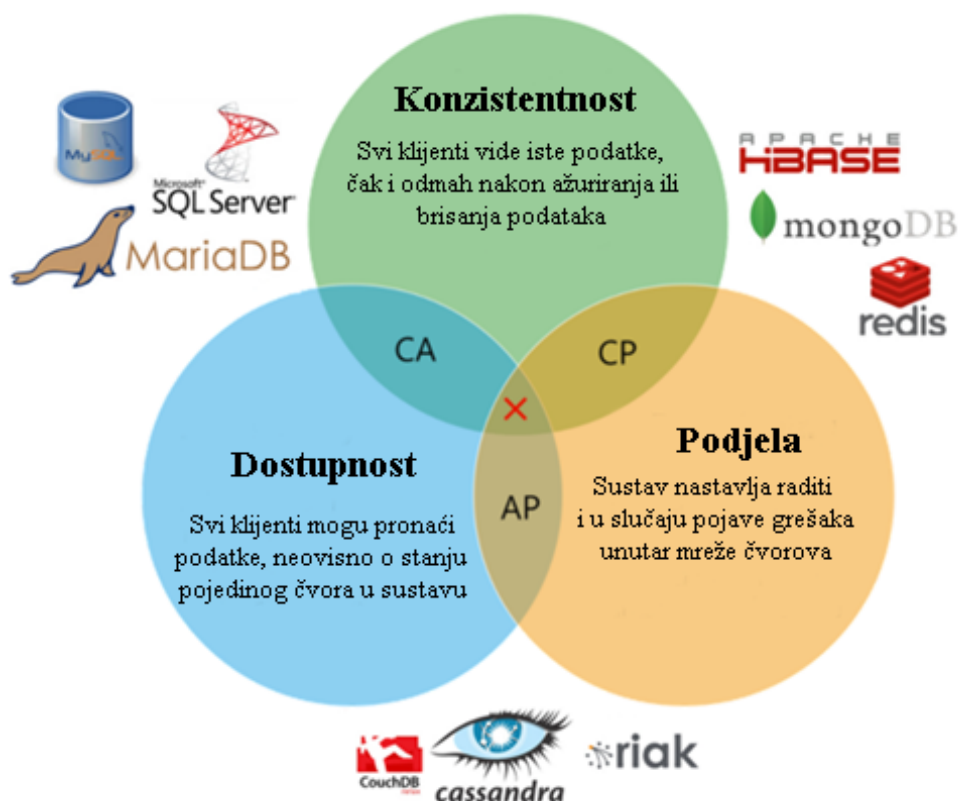 Konzistentnost
Svi klijenti vide iste podatke,
čak i odmah nakon ažuriranja ili
brisanja podataka
MySQL
Microsoft®
SQL Server
MariaDB
APACHE
HBASE
mongoDB
redis
CA
CP
Dostupnost
Svi klijenti mogu pronaći
podatke, neovisno o stanju
pojedinog čvora u sustavu
AP
Podjela
Sustav nastavlja raditi
i u slučaju pojave grešaka
unutar mreže čvorova
CouchDB
cassandra
riak